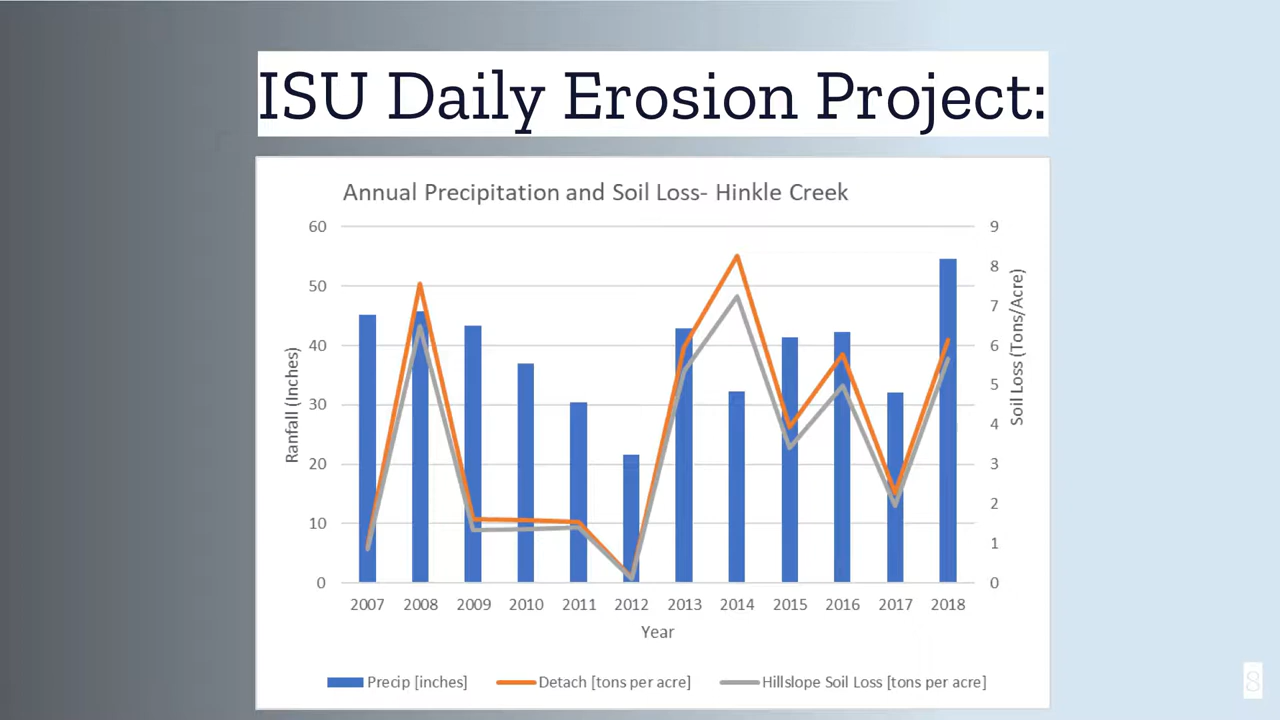 ISU Daily Erosion Project:
Annual Precipitation and Soil Loss- Hinkle Creek
60
50
40
30
20
10
0
Ranfall (Inches)
9
8
7
6
5
4
3
2
1
0
Soil Loss (Tons/Acre)
2007 2008 2009 2010 2011 2012 2013 2014 2015 2016 2017 2018
Year
Precip [inches] Detach [tons per acre] Hillslope Soil Loss [tons per acre]
8